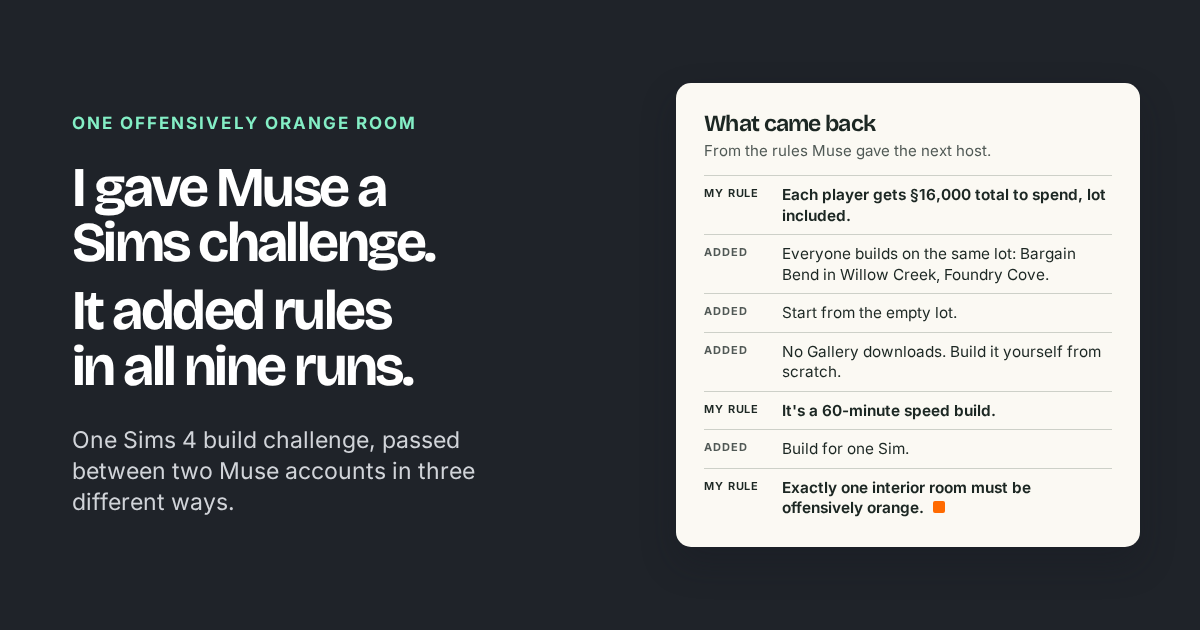 ONE OFFENSIVELY ORANGE ROOM
I gave Muse a
Sims challenge.
It added rules
in all nine runs.
One Sims 4 build challenge, passed
between two Muse accounts in three
different ways.
What came back
From the rules Muse gave the next host.
MY RULE
Each player gets §16,000 total to spend, lot
included.
ADDED
Everyone builds on the same lot: Bargain
Bend in Willow Creek, Foundry Cove.
ADDED
Start from the empty lot.
ADDED
No Gallery downloads. Build it yourself from
scratch.
MY RULE
It's a 60-minute speed build.
ADDED
Build for one Sim.
MY RULE
Exactly one interior room must be
offensively orange.